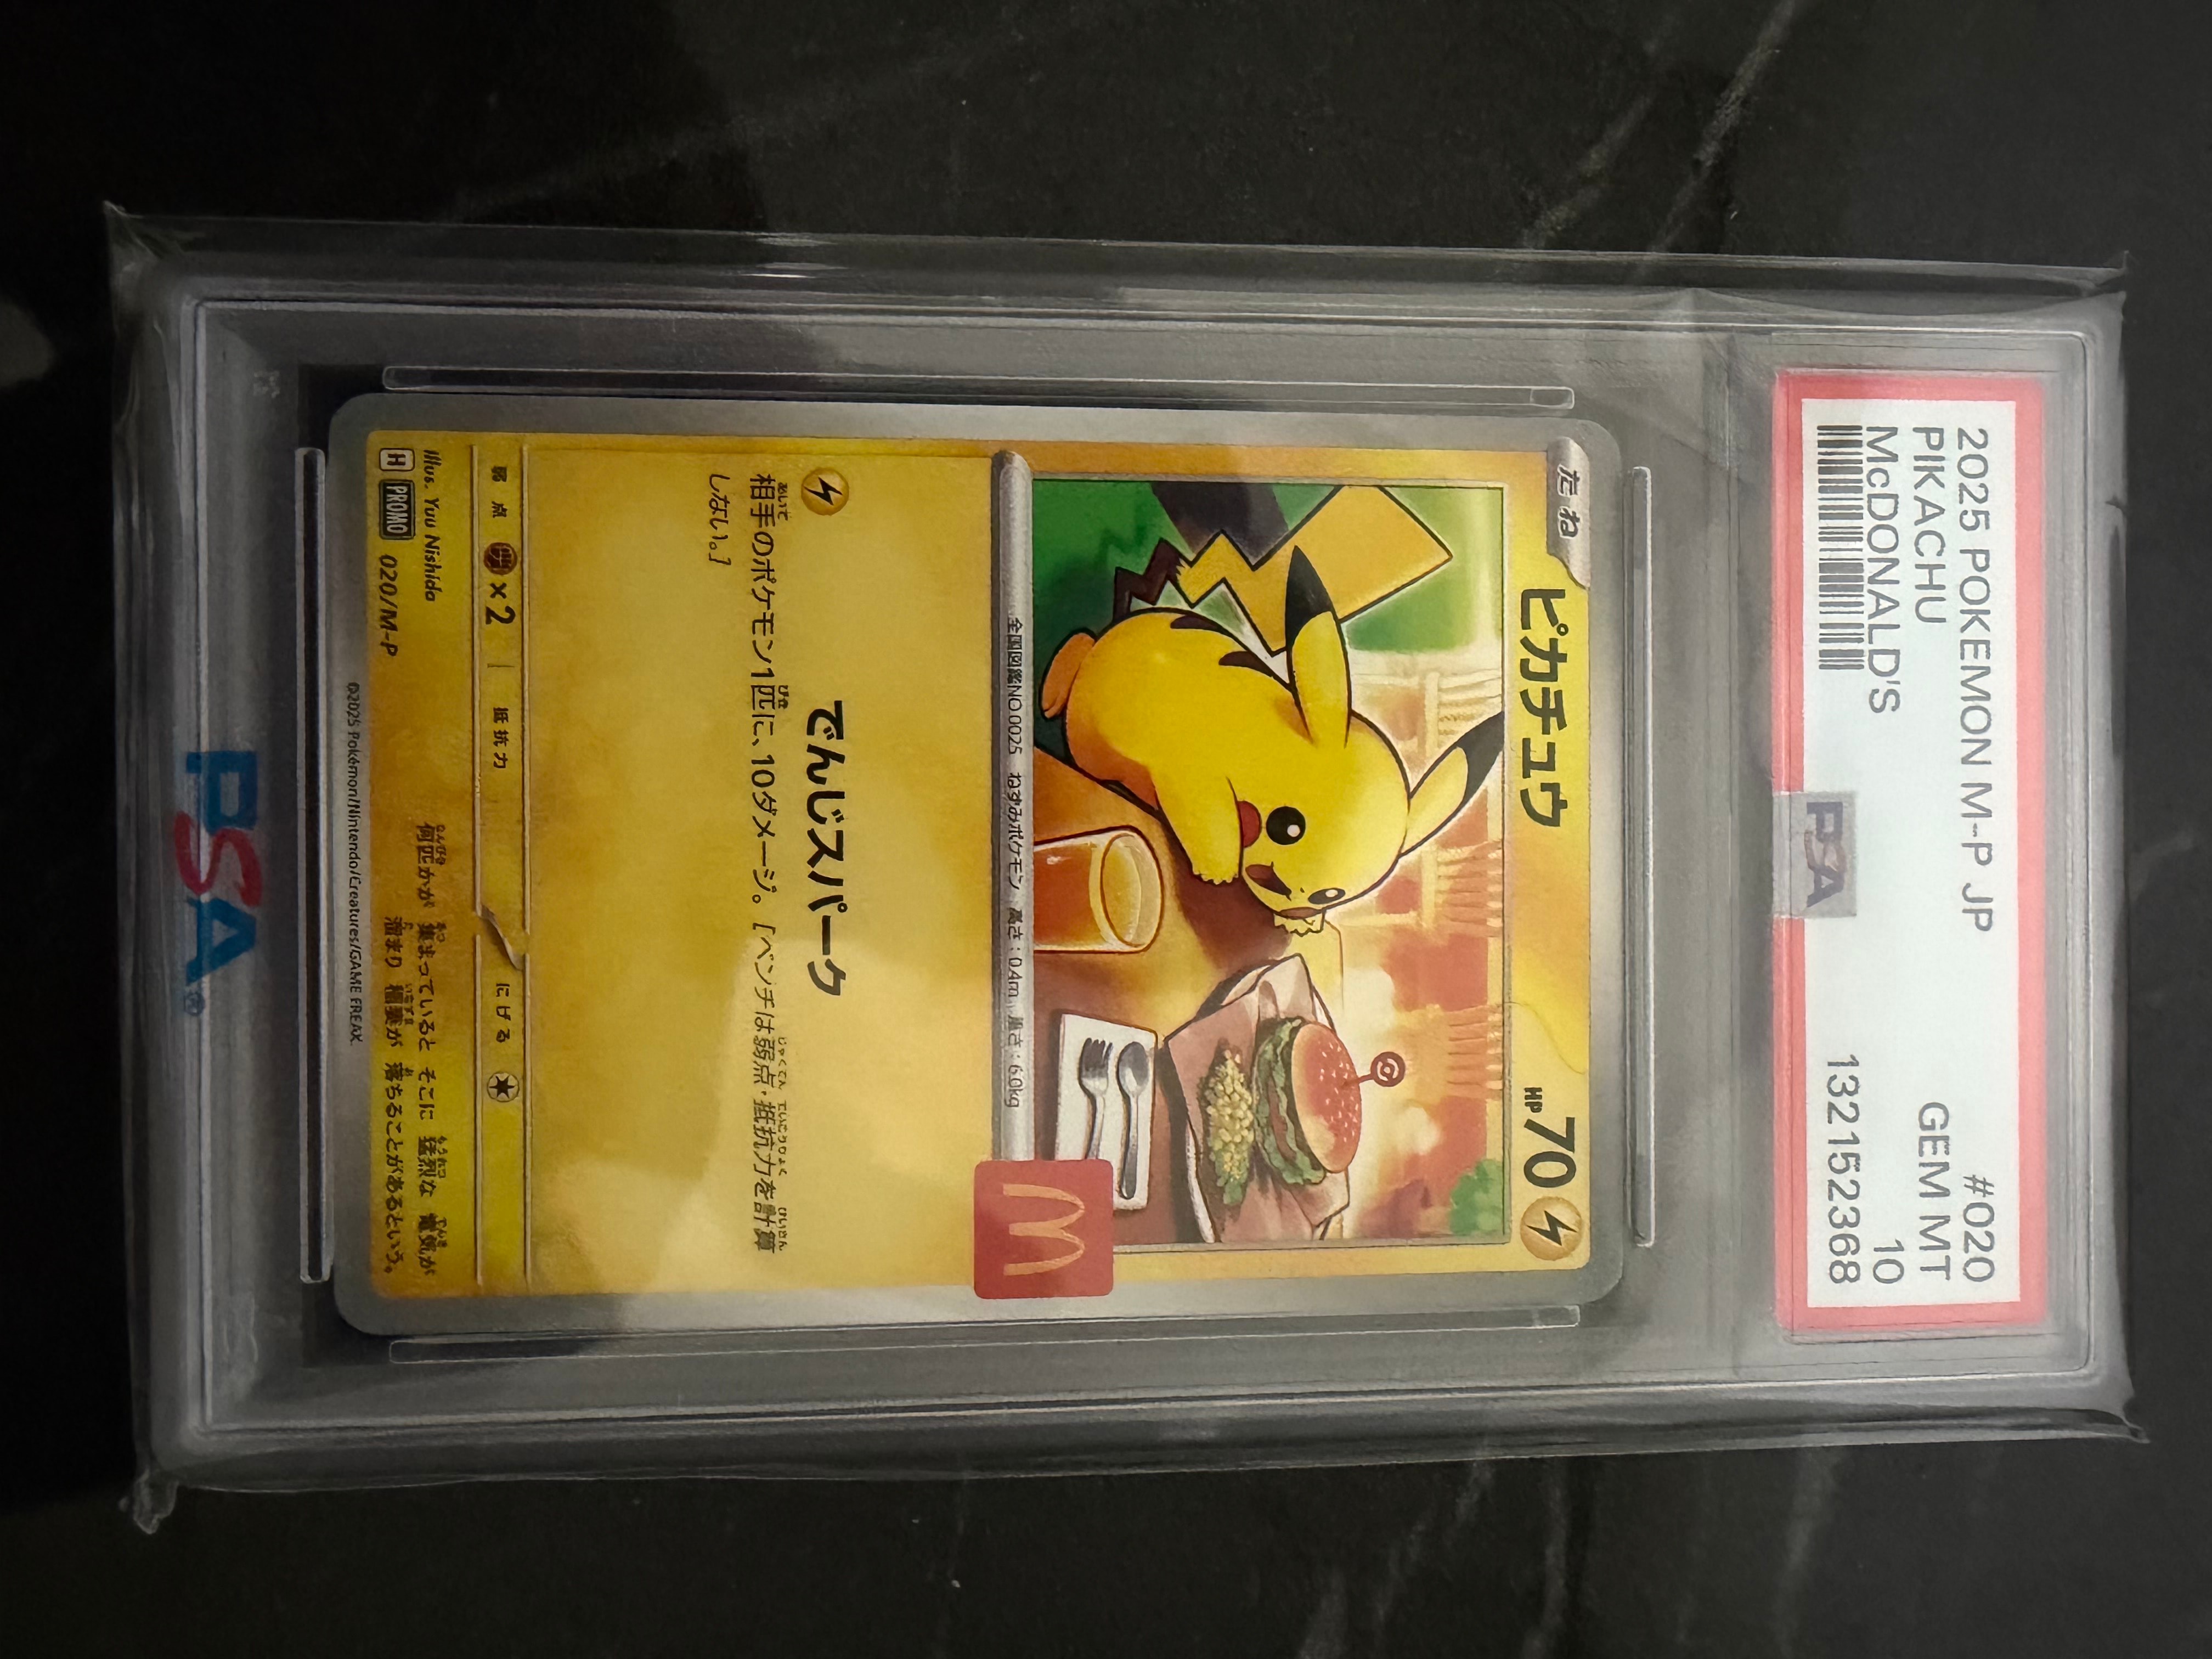 2025 POKEMON M-P JP #020
PIKACHU GEM MT
McDONALD'S 10
132152368
PSA
たね
ピカチュウ HP70
全国図鑑NO.0025 ねずみポケモン 高さ:0.4m 重さ:6.0kg
でんじスパーク
相手のポケモン1匹に、10ダメージ。[ベンチは弱点・抵抗力を計算
しない。]
弱点 ×2 抵抗力 にげる
Illus. Yuu Nishida
H PROMO 020/M-P
何匹かが 集まっていると そこに 猛烈な 電気が
溜まり 稲妻が 落ちることがあるという。
©2025 Pokémon/Nintendo/Creatures/GAME FREAK.
PSA®